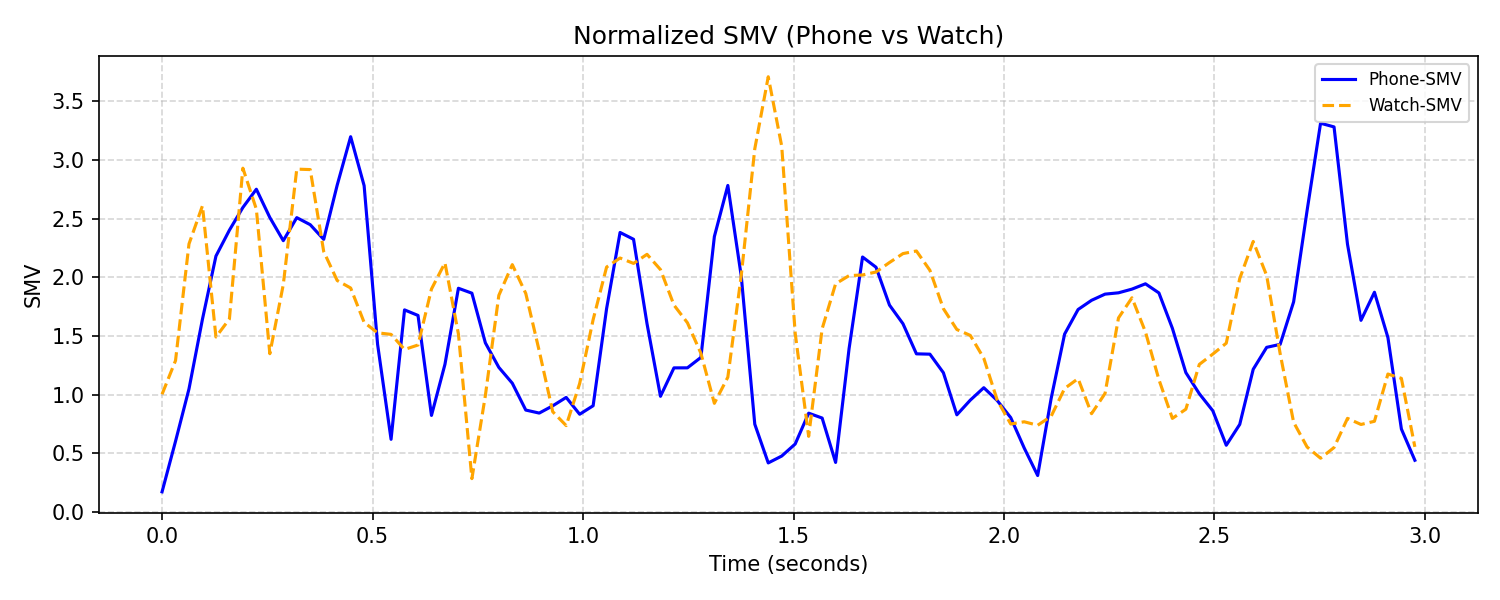 Normalized SMV (Phone vs Watch)
Phone-SMV
Watch-SMV
SMV
3.5
3.0
2.5
2.0
1.5
1.0
0.5
0.0
0.0 0.5 1.0 1.5 2.0 2.5 3.0
Time (seconds)